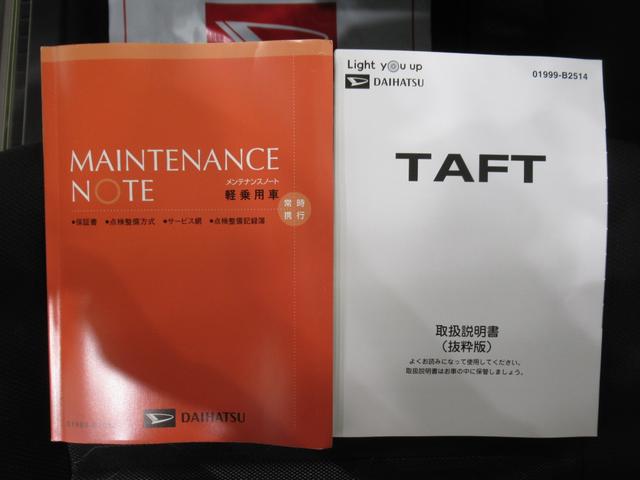 MAINTENANCE
NOTE
メンテナンスノート
軽乗用車
常時
携行
●保証書 ●点検整備方式 ●サービス網 ●点検整備記録簿
DAIHATSU
Light you up
DAIHATSU
01999-B2514
TAFT
取扱説明書
（抜粋版）
よくお読みになって使用してください。
取扱説明書はお車の中に保管しましょう。